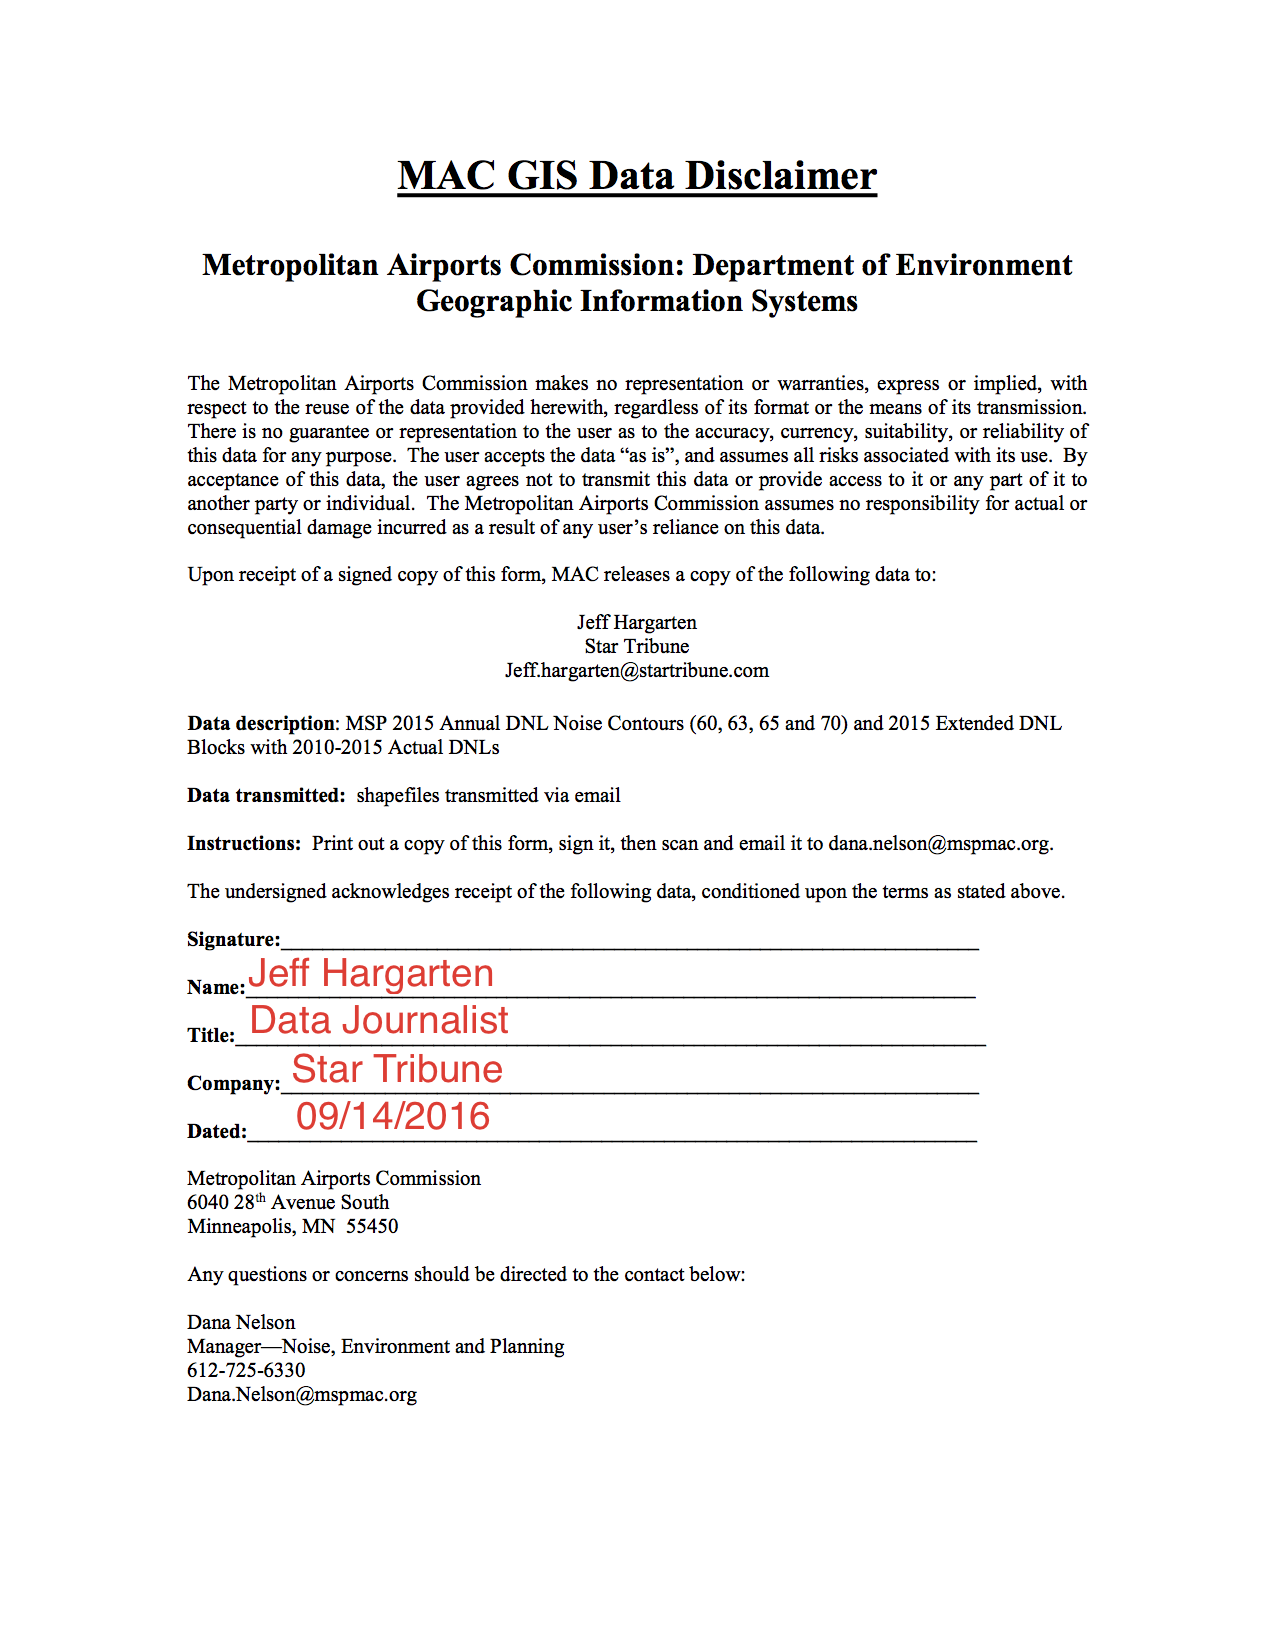 MAC GIS Data Disclaimer
Metropolitan Airports Commission: Department of Environment
Geographic Information Systems
The Metropolitan Airports Commission makes no representation or warranties, express or implied, with
respect to the reuse of the data provided herewith, regardless of its format or the means of its transmission.
There is no guarantee or representation to the user as to the accuracy, currency, suitability, or reliability of
this data for any purpose.  The user accepts the data “as is”, and assumes all risks associated with its use.  By
acceptance of this data, the user agrees not to transmit this data or provide access to it or any part of it to
another party or individual.  The Metropolitan Airports Commission assumes no responsibility for actual or
consequential damage incurred as a result of any user’s reliance on this data.
Upon receipt of a signed copy of this form, MAC releases a copy of the following data to:
Jeff Hargarten
Star Tribune
Jeff.hargarten@startribune.com
Data description: MSP 2015 Annual DNL Noise Contours (60, 63, 65 and 70) and 2015 Extended DNL
Blocks with 2010-2015 Actual DNLs
Data transmitted:  shapefiles transmitted via email
Instructions:  Print out a copy of this form, sign it, then scan and email it to dana.nelson@mspmac.org.
The undersigned acknowledges receipt of the following data, conditioned upon the terms as stated above.
Signature:
Name: Jeff Hargarten
Title: Data Journalist
Company: Star Tribune
Dated: 09/14/2016
Metropolitan Airports Commission
6040 28th Avenue South
Minneapolis, MN  55450
Any questions or concerns should be directed to the contact below:
Dana Nelson
Manager—Noise, Environment and Planning
612-725-6330
Dana.Nelson@mspmac.org